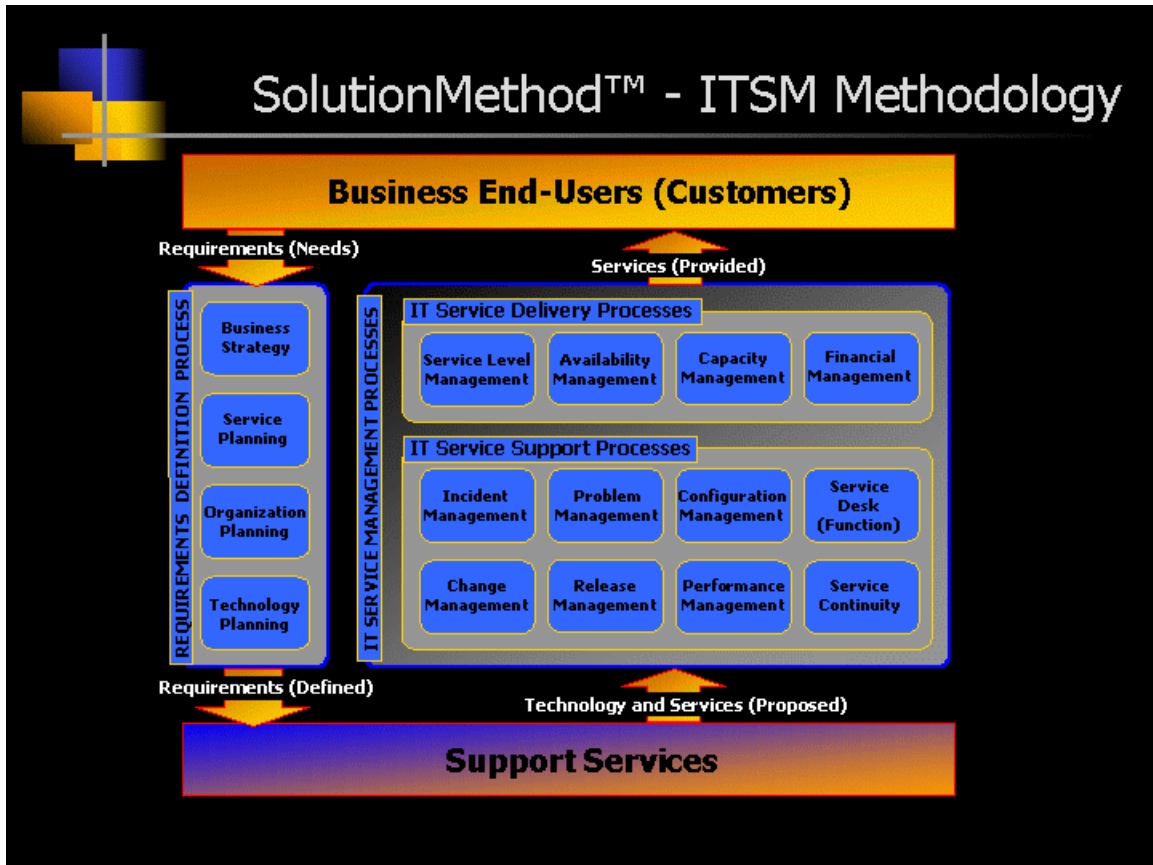 SolutionMethod™ - ITSM Methodology
Business End-Users (Customers)
Requirements (Needs)
Services (Provided)
REQUIREMENTS DEFINITION PROCESS
Business
Strategy
Service
Planning
Organization
Planning
Technology
Planning
IT SERVICE MANAGEMENT PROCESSES
IT Service Delivery Processes
Service Level
Management
Availability
Management
Capacity
Management
Financial
Management
IT Service Support Processes
Incident
Management
Problem
Management
Configuration
Management
Service
Desk
(Function)
Change
Management
Release
Management
Performance
Management
Service
Continuity
Requirements (Defined)
Technology and Services (Proposed)
Support Services